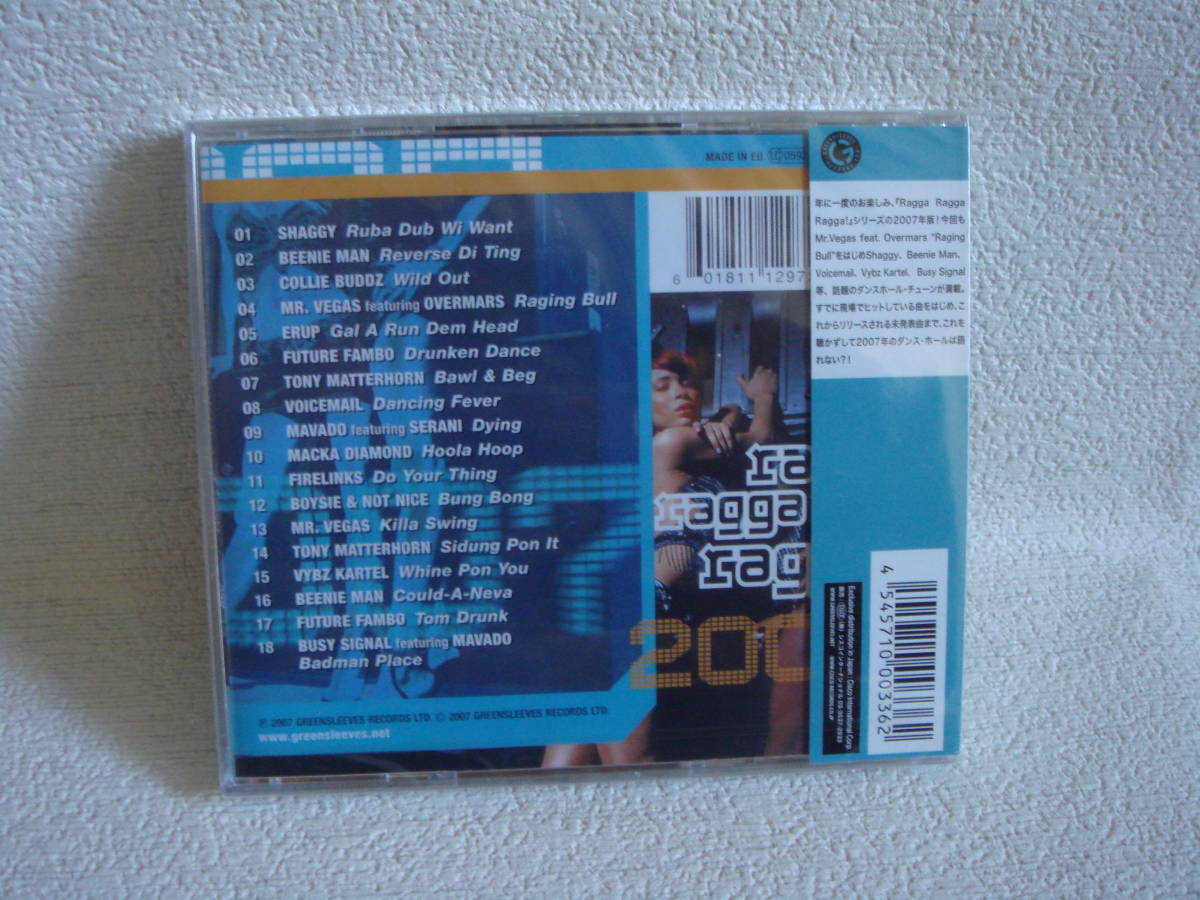 MADE IN EU LC 0592
01 SHAGGY Ruba Dub Wi Want
02 BEENIE MAN Reverse Di Ting
03 COLLIE BUDDZ Wild Out
04 MR. VEGAS featuring OVERMARS Raging Bull
05 ERUP Gal A Run Dem Head
06 FUTURE FAMBO Drunken Dance
07 TONY MATTERHORN Bawl & Beg
08 VOICEMAIL Dancing Fever
09 MAVADO featuring SERANI Dying
10 MACKA DIAMOND Hoola Hoop
11 FIRELINKS Do Your Thing
12 BOYSIE & NOT NICE Bung Bong
13 MR. VEGAS Killa Swing
14 TONY MATTERHORN Sidung Pon It
15 VYBZ KARTEL Whine Pon You
16 BEENIE MAN Could-A-Neva
17 FUTURE FAMBO Tom Drunk
18 BUSY SIGNAL featuring MAVADO
Badman Place
℗ 2007 GREENSLEEVES RECORDS LTD. © 2007 GREENSLEEVES RECORDS LTD.
www.greensleeves.net
6 01811 1297
ra
ragga
rag
200
G
年に一度のお楽しみ、「Ragga Ragga
Ragga!」シリーズの2007年版!今回も
Mr.Vegas feat. Overmars "Raging
Bull"をはじめShaggy、Beenie Man、
Voicemail、Vybz Kartel、Busy Signal
等、話題のダンスホール・チューンが満載。
すでに現場でヒットしている曲をはじめ、こ
れからリリースされる未発表曲まで、これを
聴かずして2007年のダンス・ホールは語
れない?!
Exclusive distribution in Japan : Cisco International Corp.
4 545710 003362